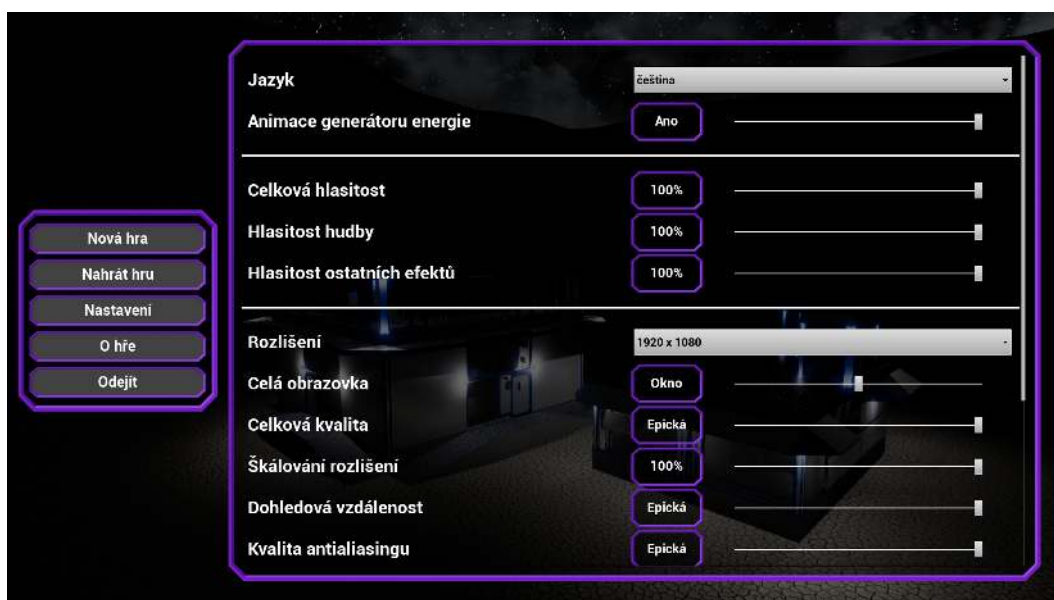 Nová hra
Nahrát hru
Nastavení
O hře
Odejít
Jazyk čeština
Animace generátoru energie Ano
Celková hlasitost 100%
Hlasitost hudby 100%
Hlasitost ostatních efektů 100%
Rozlišení 1920 x 1080
Celá obrazovka Okno
Celková kvalita Epická
Škálování rozlišení 100%
Dohledová vzdálenost Epická
Kvalita antialiasingu Epická